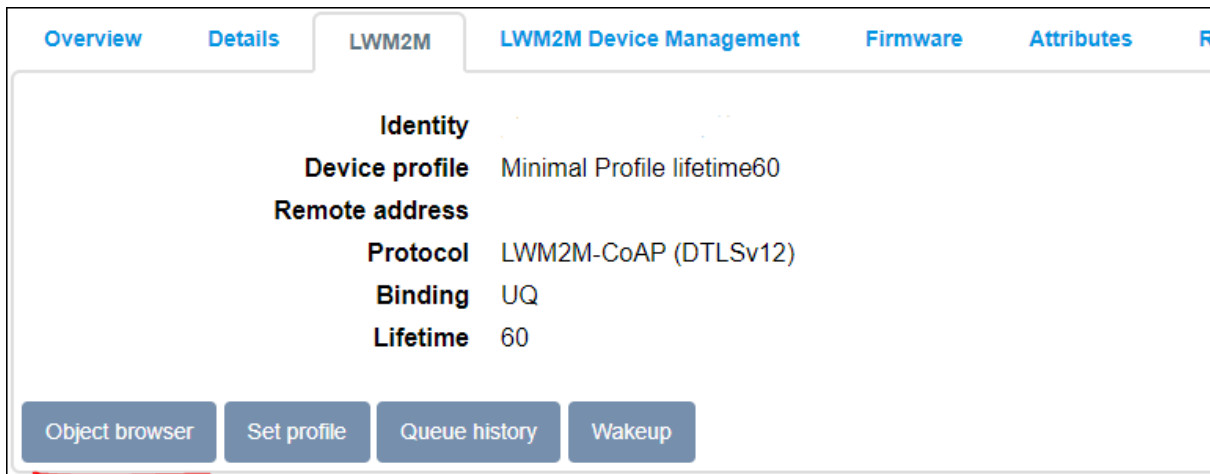 Overview Details LWM2M LWM2M Device Management Firmware Attributes R
Identity
Device profile Minimal Profile lifetime60
Remote address
Protocol LWM2M-CoAP (DTLSv12)
Binding UQ
Lifetime 60
Object browser Set profile Queue history Wakeup